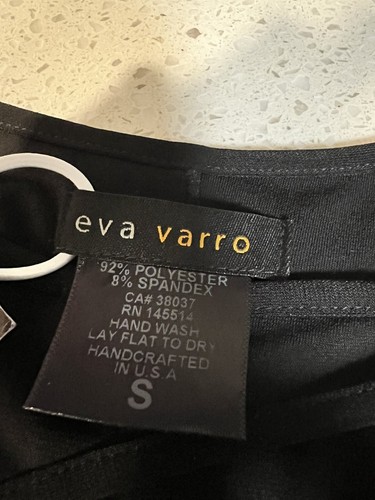 eva varro
92% POLYESTER
8% SPANDEX
CA# 38037
RN 145514
HAND WASH
LAY FLAT TO DRY
HANDCRAFTED
IN U.S.A
S